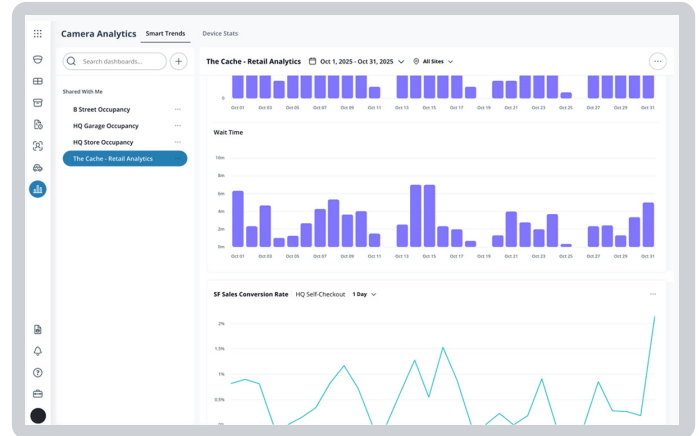 Camera Analytics
Smart Trends
Device Stats
Search dashboards...
The Cache - Retail Analytics
Oct 1, 2025 - Oct 31, 2025
All Sites
Shared With Me
B Street Occupancy
HQ Garage Occupancy
HQ Store Occupancy
The Cache - Retail Analytics
0
Oct 01 Oct 03 Oct 05 Oct 07 Oct 09 Oct 11 Oct 13 Oct 15 Oct 17 Oct 19 Oct 21 Oct 23 Oct 25 Oct 27 Oct 29 Oct 31
Wait Time
10m
8m
6m
4m
2m
0m
Oct 01 Oct 03 Oct 05 Oct 07 Oct 09 Oct 11 Oct 13 Oct 15 Oct 17 Oct 19 Oct 21 Oct 23 Oct 25 Oct 27 Oct 29 Oct 31
SF Sales Conversion Rate HQ Self-Checkout 1 Day
2%
1.5%
1%
0.5%